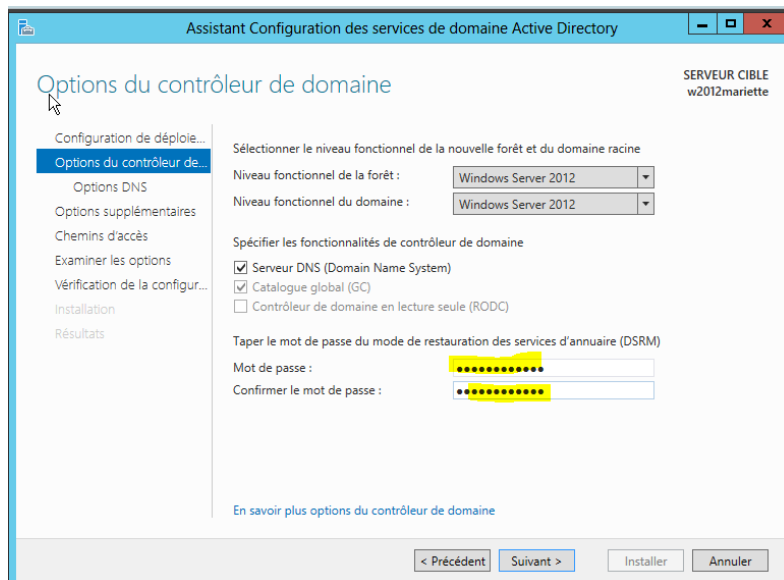 Assistant Configuration des services de domaine Active Directory
Options du contrôleur de domaine
SERVEUR CIBLE
w2012mariette
Configuration de déploie...
Options du contrôleur de...
Options DNS
Options supplémentaires
Chemins d'accès
Examiner les options
Vérification de la configur...
Installation
Résultats
Sélectionner le niveau fonctionnel de la nouvelle forêt et du domaine racine
Niveau fonctionnel de la forêt : Windows Server 2012
Niveau fonctionnel du domaine : Windows Server 2012
Spécifier les fonctionnalités de contrôleur de domaine
Serveur DNS (Domain Name System)
Catalogue global (GC)
Contrôleur de domaine en lecture seule (RODC)
Taper le mot de passe du mode de restauration des services d'annuaire (DSRM)
Mot de passe : ●●●●●●●●●●●●
Confirmer le mot de passe : ●●●●●●●●●●●●
En savoir plus options du contrôleur de domaine
< Précédent Suivant > Installer Annuler